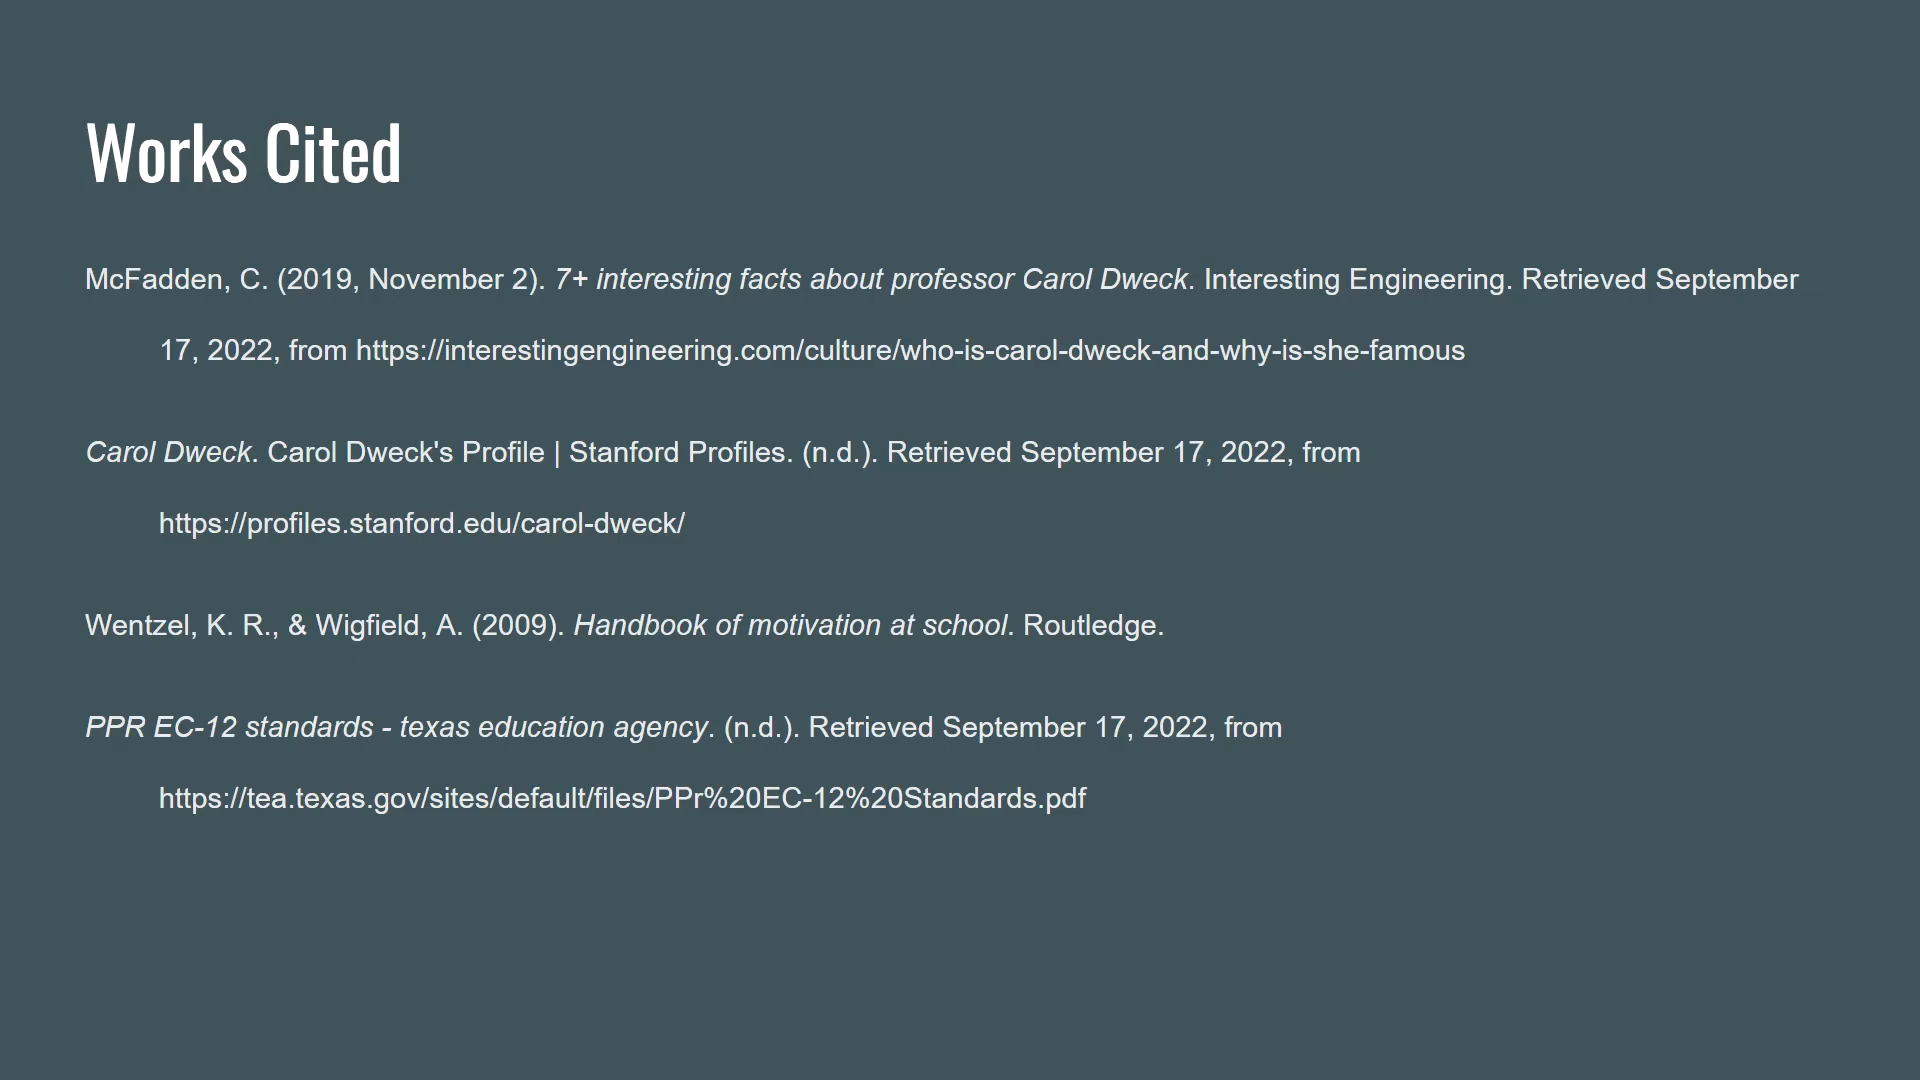 Works Cited
McFadden, C. (2019, November 2). 7+ interesting facts about professor Carol Dweck. Interesting Engineering. Retrieved September
17, 2022, from https://interestingengineering.com/culture/who-is-carol-dweck-and-why-is-she-famous
Carol Dweck. Carol Dweck's Profile | Stanford Profiles. (n.d.). Retrieved September 17, 2022, from
https://profiles.stanford.edu/carol-dweck/
Wentzel, K. R., & Wigfield, A. (2009). Handbook of motivation at school. Routledge.
PPR EC-12 standards - texas education agency. (n.d.). Retrieved September 17, 2022, from
https://tea.texas.gov/sites/default/files/PPr%20EC-12%20Standards.pdf